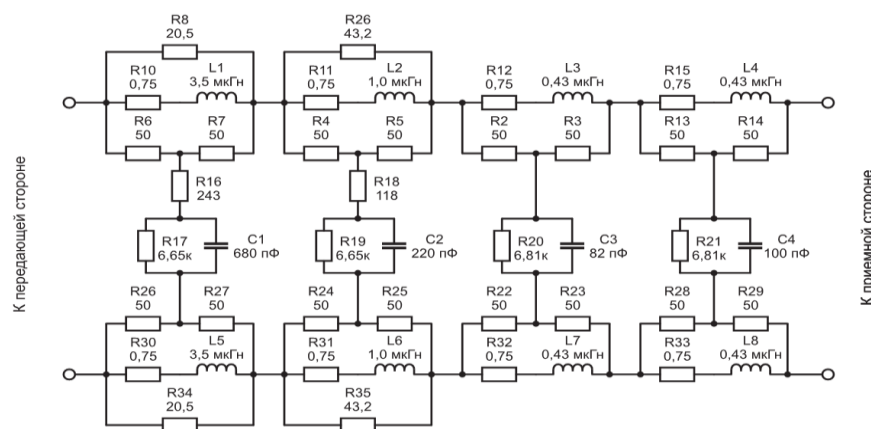 R8
20,5
R26
43,2
R10
0,75
L1
3,5 мкГн
R11
0,75
L2
1,0 мкГн
R12
0,75
L3
0,43 мкГн
R15
0,75
L4
0,43 мкГн
R6
50
R7
50
R4
50
R5
50
R2
50
R3
50
R13
50
R14
50
К передающей стороне
R16
243
R18
118
К приемной стороне
R17
6,65к
C1
680 пФ
R19
6,65к
C2
220 пФ
R20
6,81к
C3
82 пФ
R21
6,81к
C4
100 пФ
R26
50
R27
50
R24
50
R25
50
R22
50
R23
50
R28
50
R29
50
R30
0,75
L5
3,5 мкГн
R31
0,75
L6
1,0 мкГн
R32
0,75
L7
0,43 мкГн
R33
0,75
L8
0,43 мкГн
R34
20,5
R35
43,2